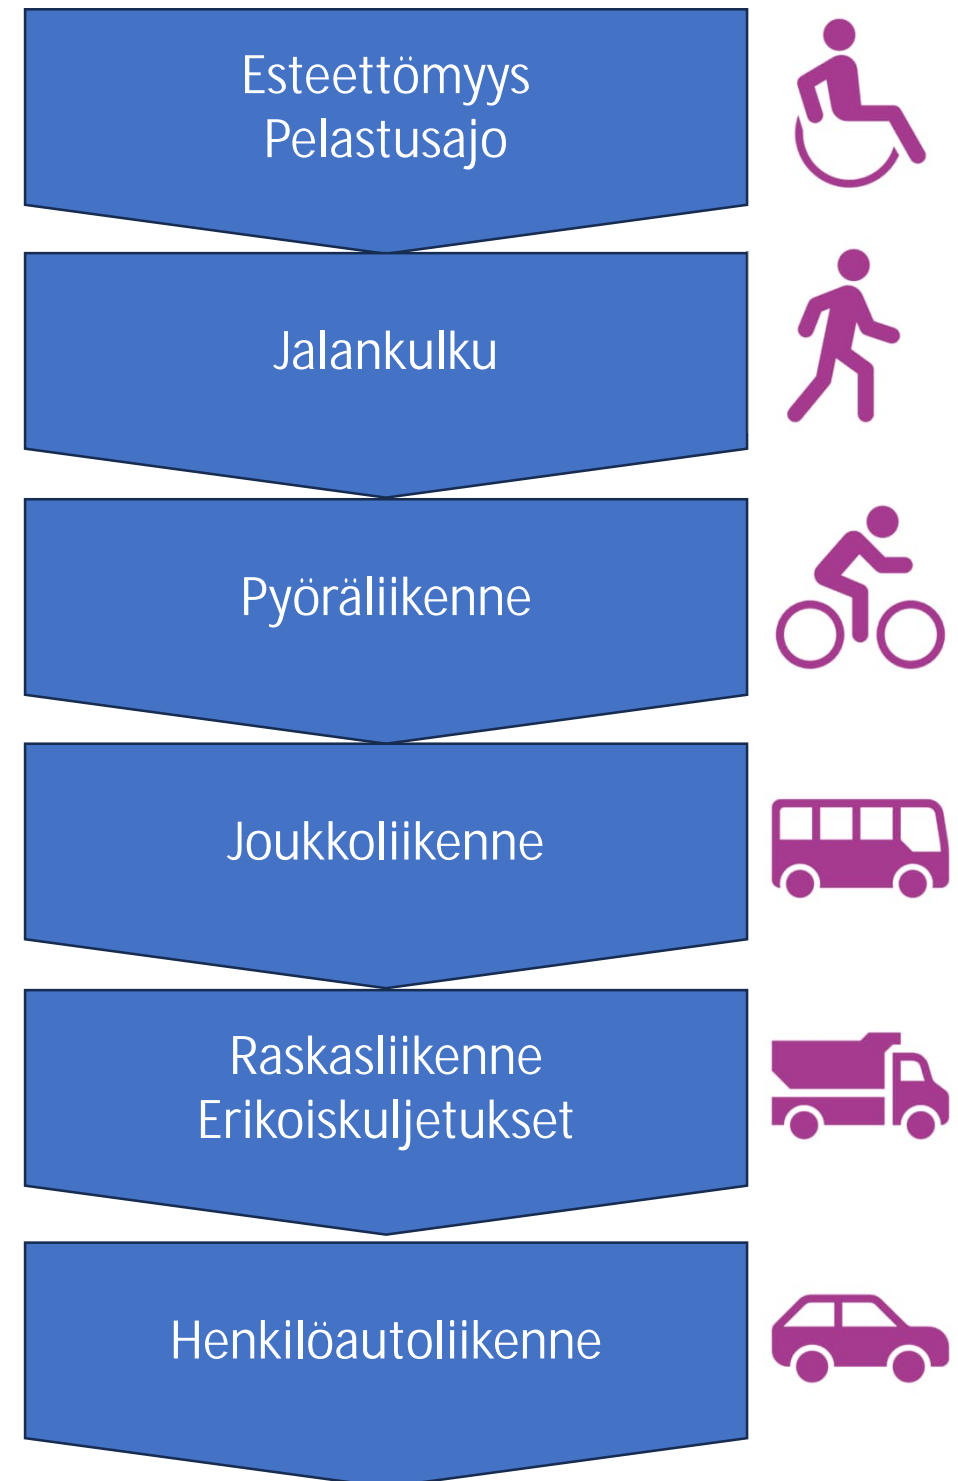 Esteettömyys
Pelastusajo
Jalankulku
Pyöräliikenne
Joukkoliikenne
Raskasliikenne
Erikoiskuljetukset
Henkilöautoliikenne